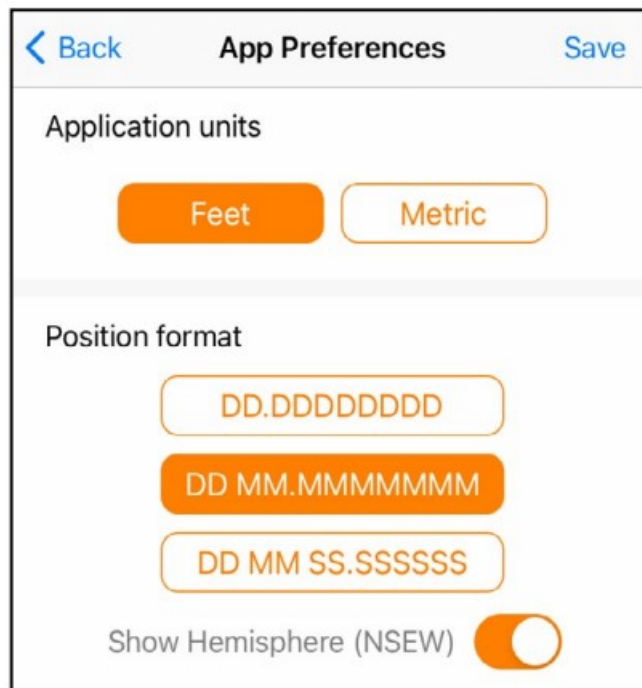 Back App Preferences Save
Application units
Feet Metric
Position format
DD.DDDDDDDD
DD MM.MMMMMMM
DD MM SS.SSSSSS
Show Hemisphere (NSEW)